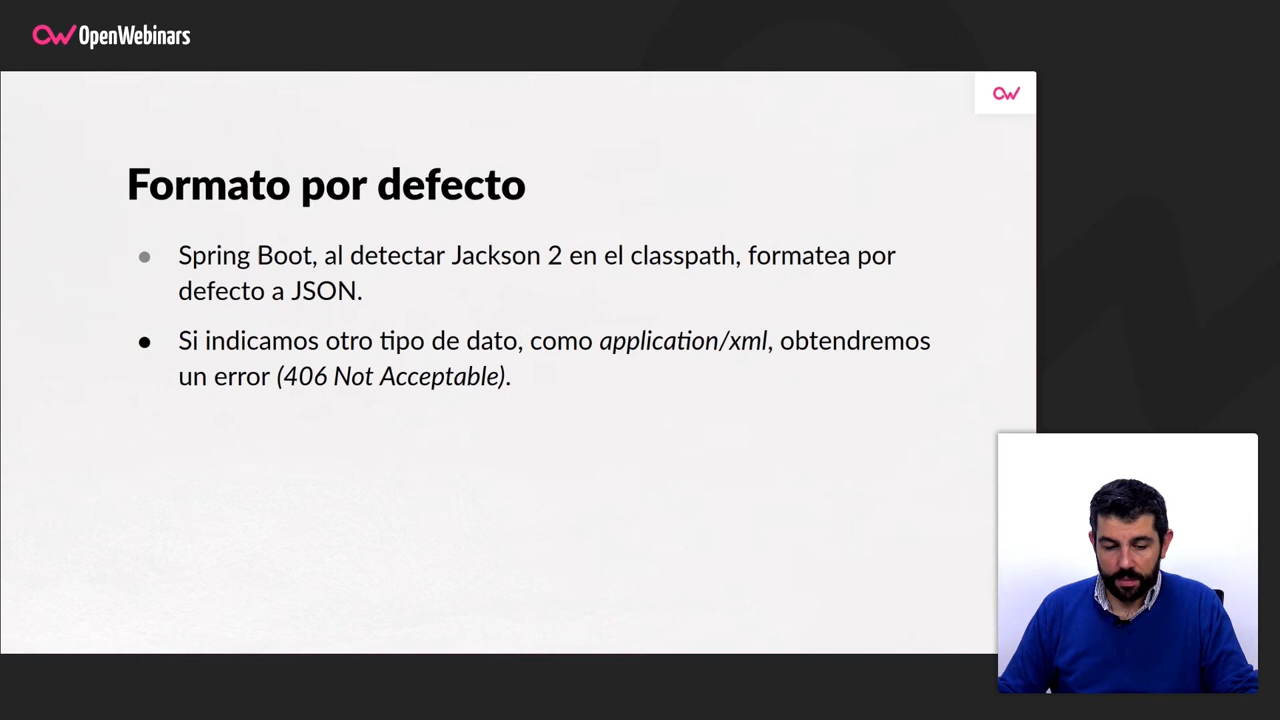 OpenWebinars
Formato por defecto
● Spring Boot, al detectar Jackson 2 en el classpath, formatea por
defecto a JSON.
● Si indicamos otro tipo de dato, como application/xml, obtendremos
un error (406 Not Acceptable).